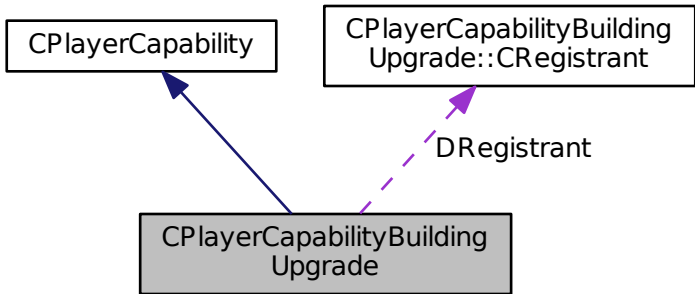 CPlayerCapability
CPlayerCapabilityBuilding
Upgrade::CRegistrant
DRegistrant
CPlayerCapabilityBuilding
Upgrade